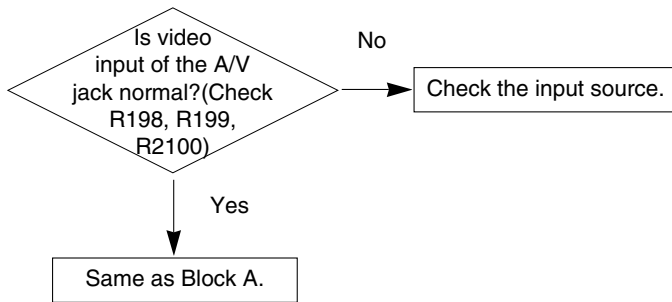 Is video
input of the A/V
jack normal?(Check
R198, R199,
R2100)
No
Check the input source.
Yes
Same as Block A.